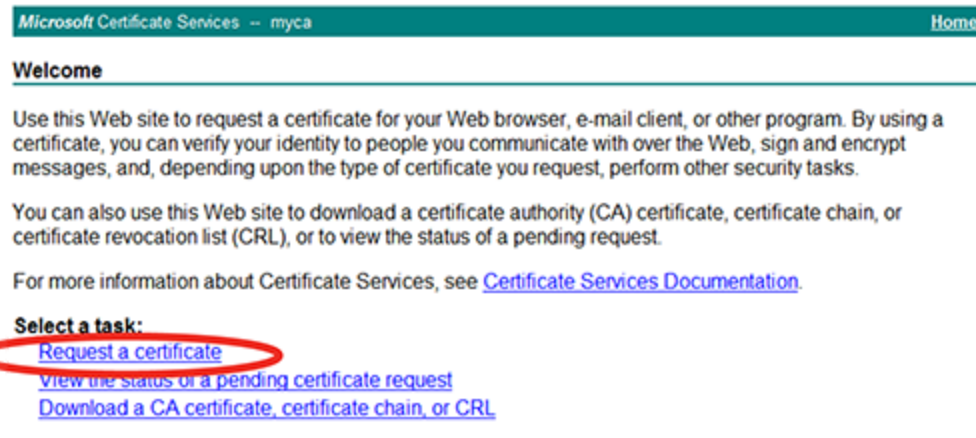 Microsoft Certificate Services -- myca
Home
Welcome
Use this Web site to request a certificate for your Web browser, e-mail client, or other program. By using a
certificate, you can verify your identity to people you communicate with over the Web, sign and encrypt
messages, and, depending upon the type of certificate you request, perform other security tasks.
You can also use this Web site to download a certificate authority (CA) certificate, certificate chain, or
certificate revocation list (CRL), or to view the status of a pending request.
For more information about Certificate Services, see Certificate Services Documentation.
Select a task:
Request a certificate
View the status of a pending certificate request
Download a CA certificate, certificate chain, or CRL